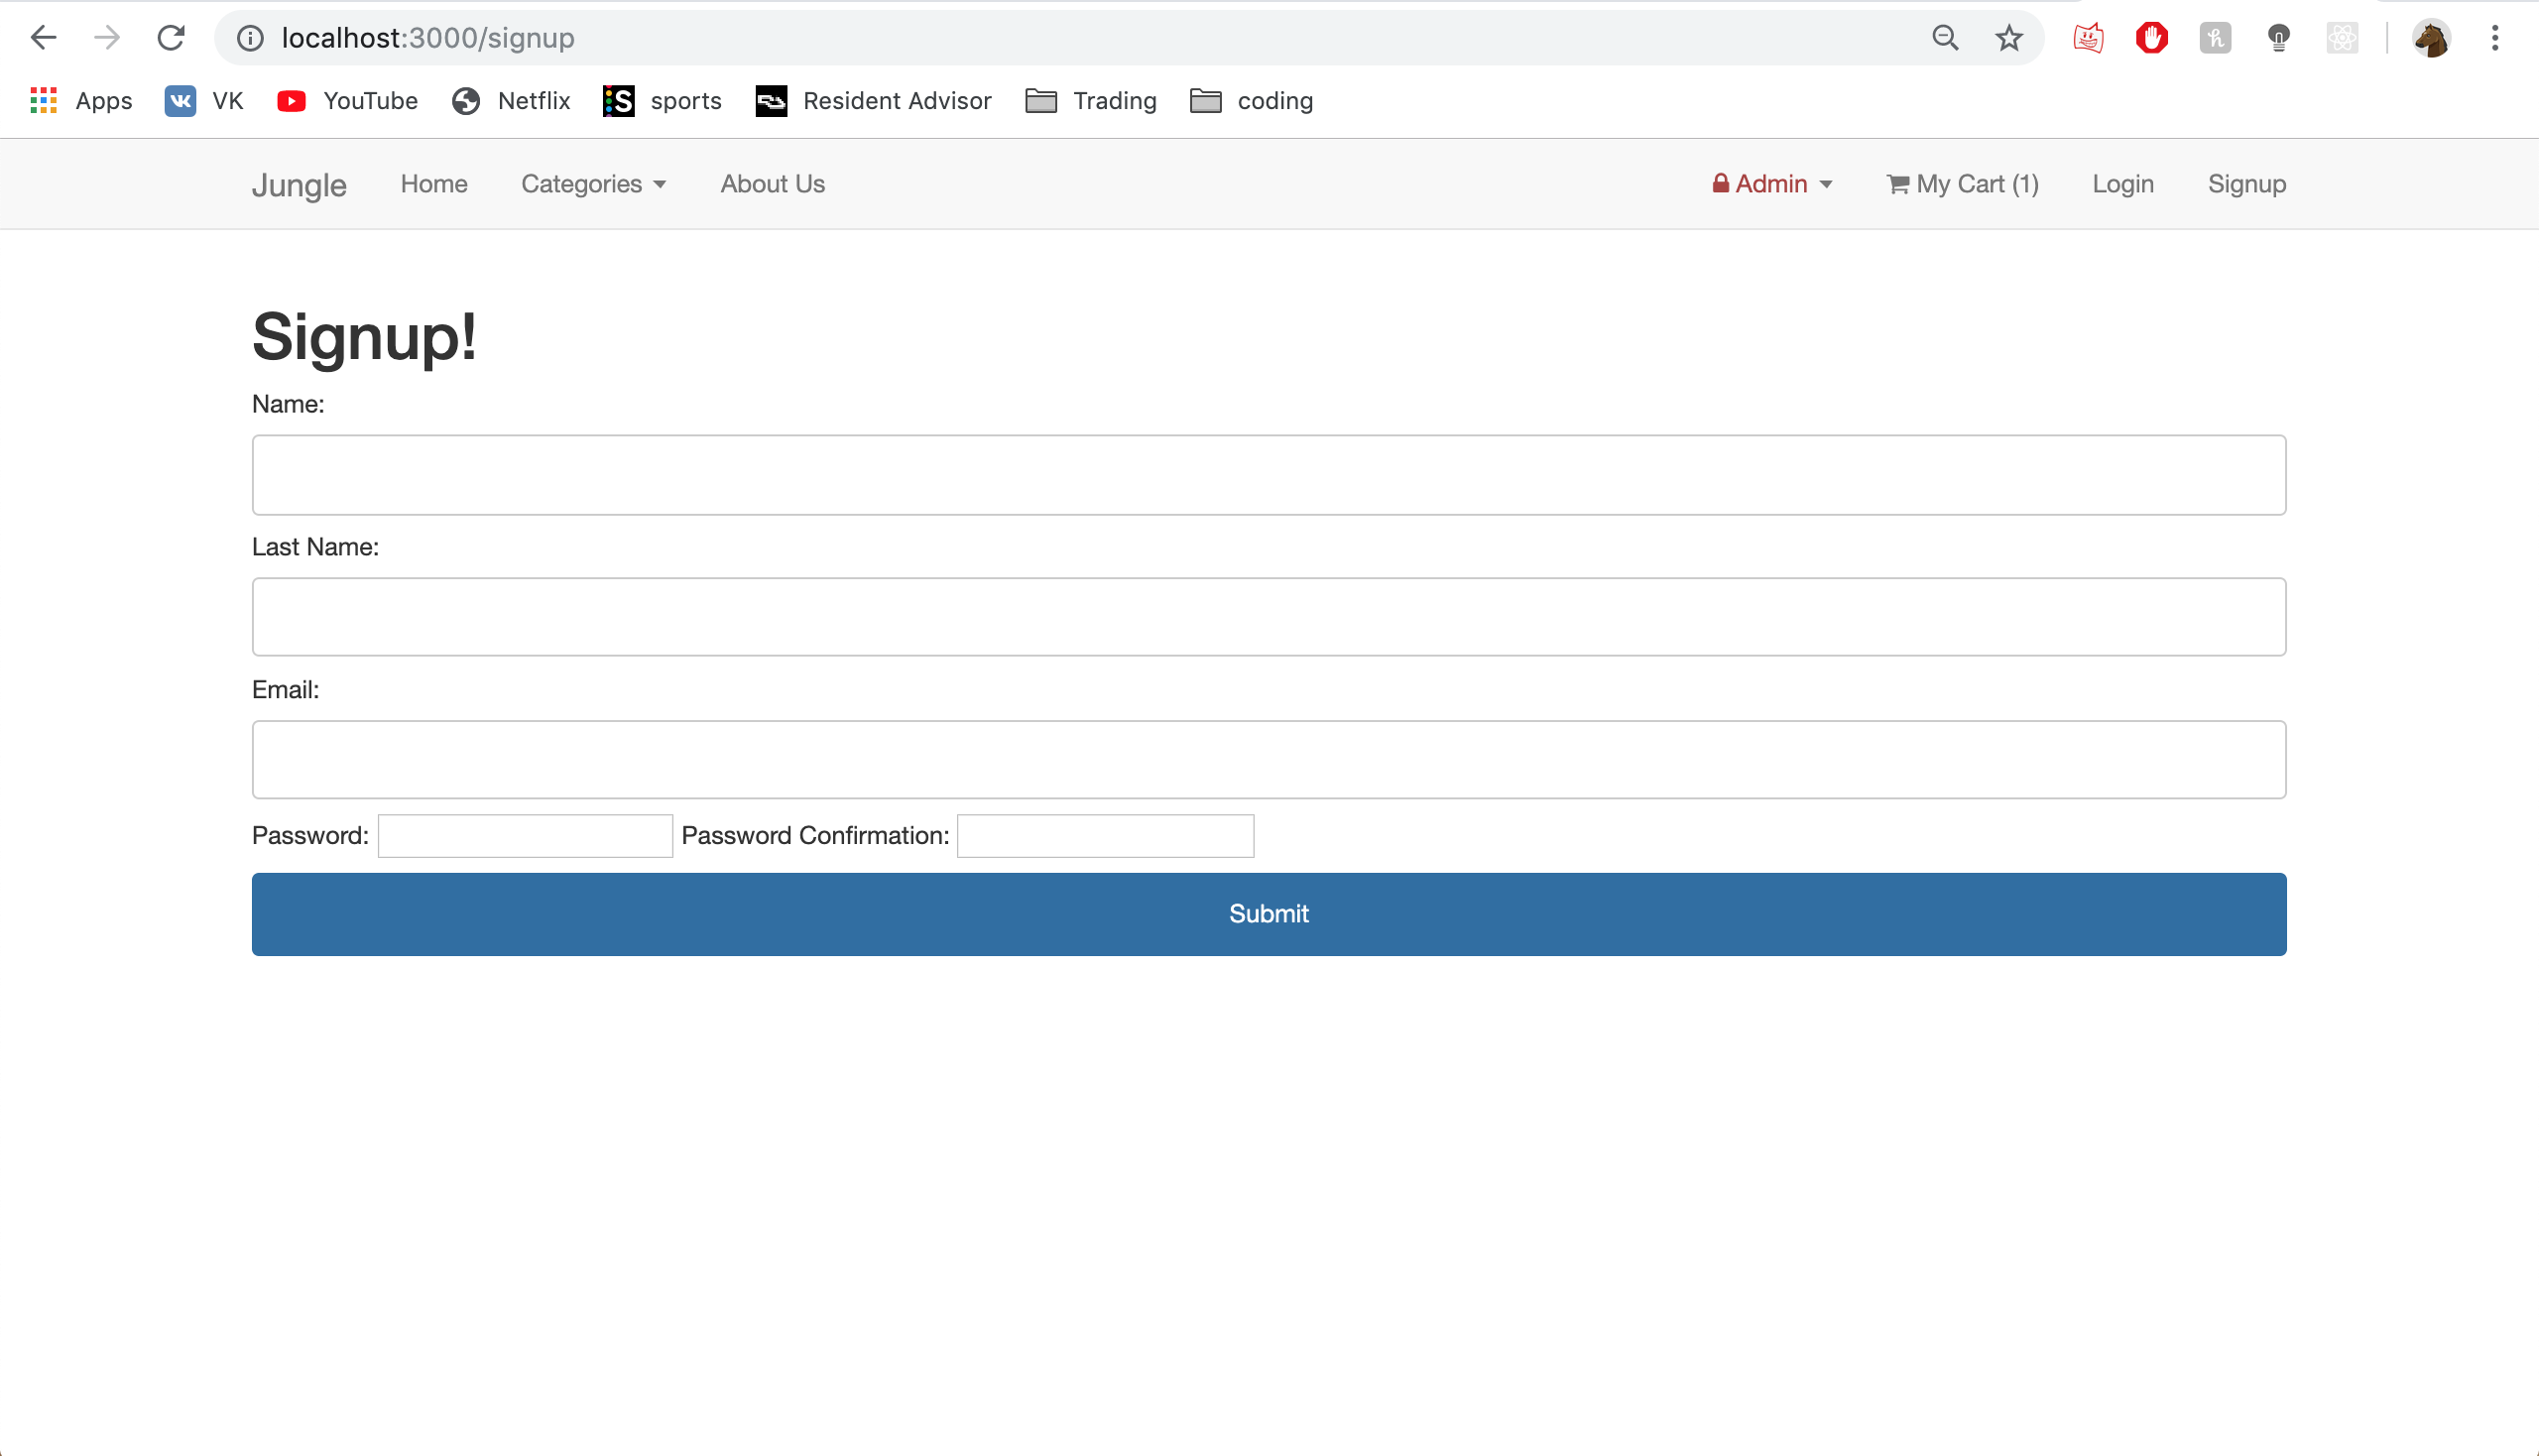 localhost:3000/signup
Apps VK YouTube Netflix sports Resident Advisor Trading coding
Jungle Home Categories About Us Admin My Cart (1) Login Signup
Signup!
Name:
Last Name:
Email:
Password: Password Confirmation:
Submit